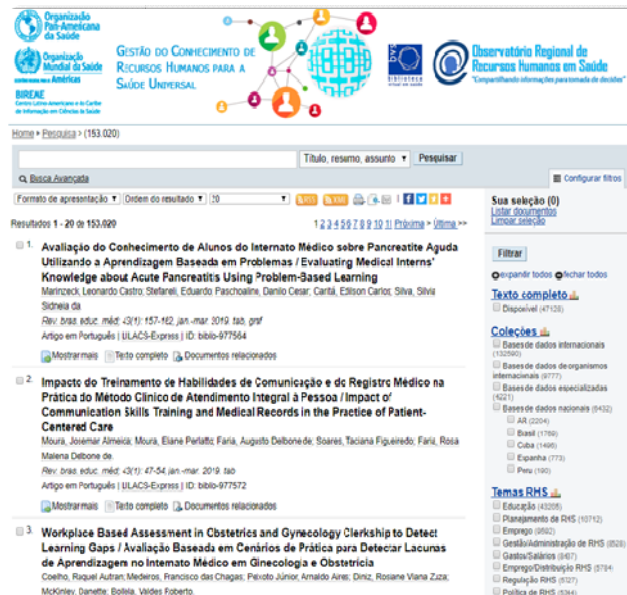 Organização
Pan-Americana
da Saúde
Organização
Mundial da Saúde
Américas
BIREME
Centro Latino-Americano e do Caribe
de Informação em Ciências da Saúde
GESTÃO DO CONHECIMENTO DE
RECURSOS HUMANOS PARA A
SAÚDE UNIVERSAL
bvs
biblioteca
virtual em saúde
Observatório Regional de
Recursos Humanos em Saúde
"Compartilhando informações para tomada de decisões"
Home > Pesquisa > (153.020)
Título, resumo, assunto
Pesquisar
Busca Avançada
Configurar filtros
Formato de apresentação
Ordem do resultado
20
RSS
XML
Resultados 1 - 20 de 153.020
1 2 3 4 5 6 7 8 9 10 11 Próxima > Última >>
1. Avaliação do Conhecimento de Alunos do Internato Médico sobre Pancreatite Aguda
Utilizando a Aprendizagem Baseada em Problemas / Evaluating Medical Interns'
Knowledge about Acute Pancreatitis Using Problem-Based Learning
Marinzeck, Leonardo Castro; Stefareli, Eduardo Paschoalini; Danilo Cesar; Caritá, Edilson Carlos; Silva, Silvia
Sidneia da
Rev. bras. educ. méd; 43(1): 157-162, jan.-mar. 2019. tab, graf
Artigo em Português | LILACS-Express | ID: biblio-977564
Mostrar mais
Texto completo
Documentos relacionados
2. Impacto do Treinamento de Habilidades de Comunicação e de Registro Médico na
Prática do Método Clínico de Atendimento Integral à Pessoa / Impact of
Communication Skills Training and Medical Records in the Practice of Patient-
Centered Care
Moura, Josemar Almeida; Moura, Eliane Perlatto; Faria, Augusto Delbone de; Soares, Taciana Figueiredo; Faria, Rosa
Malena Delbone de.
Rev. bras. educ. méd; 43(1): 47-54, jan.-mar. 2019. tab
Artigo em Português | LILACS-Express | ID: biblio-977572
Mostrar mais
Texto completo
Documentos relacionados
3. Workplace Based Assessment in Obstetrics and Gynecology Clerkship to Detect
Learning Gaps / Avaliação Baseada em Cenários de Prática para Detectar Lacunas
de Aprendizagem no Internato Médico em Ginecologia e Obstetrícia
Coelho, Raquel Autran; Medeiros, Francisco das Chagas; Peixoto Júnior, Arnaldo Aires; Diniz, Rosiane Viana Zuza;
McKinley, Danette; Bollela, Valdes Roberto.
Sua seleção (0)
Listar documentos
Limpar seleção
Filtrar
expandir todos
fechar todos
Texto completo
Disponível (47128)
Coleções
Bases de dados internacionais
(132590)
Bases de dados de organismos
internacionais (9777)
Bases de dados especializadas
(4221)
Bases de dados nacionais (6432)
AR (2204)
Brasil (1769)
Cuba (1496)
Espanha (773)
Peru (190)
Temas RHS
Educação (43205)
Planejamento de RHS (10712)
Emprego (9592)
Gestão/Administração de RHS (8528)
Gastos/Salários (8407)
Emprego/Distribuição RHS (5784)
Regulação RHS (5727)
Política de RHS (5264)